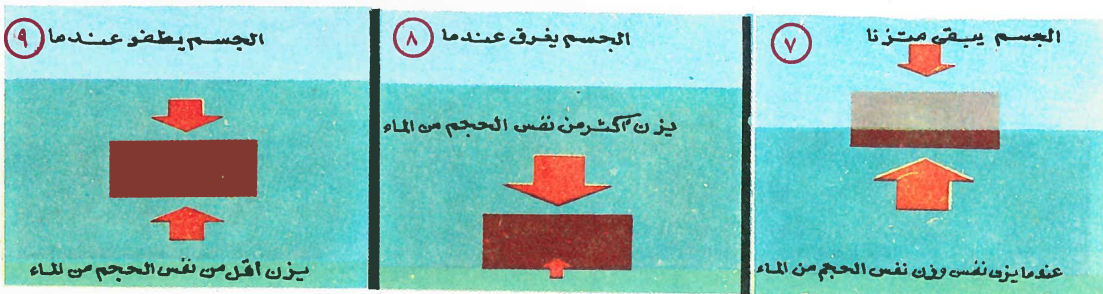 ٧
الجسم يبقى متزنا
عندما يزن نفس وزن نفس الحجم من الماء
٨
الجسم يغرق عندما
يزن أكثر من نفس الحجم من الماء
٩
الجسم يطفو عندما
يزن أقل من نفس الحجم من الماء